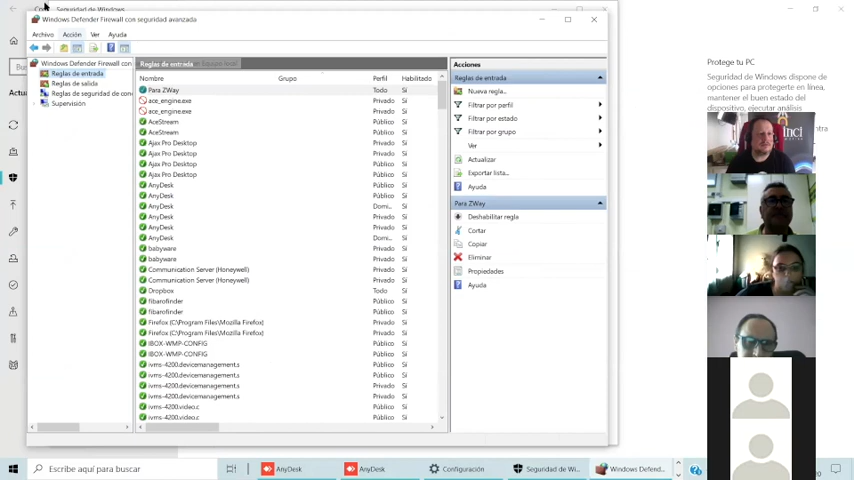 Seguridad de Windows
Windows Defender Firewall con seguridad avanzada
Archivo Acción Ver Ayuda
Windows Defender Firewall con
Reglas de entrada
Reglas de salida
Reglas de seguridad de con
Supervisión
Reglas de entrada
Nombre Grupo Perfil Habilitado
Para ZWay Todo Sí
ace_engine.exe Privado Sí
ace_engine.exe Privado Sí
AceStream Público Sí
AceStream Público Sí
Ajax Pro Desktop Privado Sí
Ajax Pro Desktop Público Sí
Ajax Pro Desktop Privado Sí
Ajax Pro Desktop Privado Sí
AnyDesk Público Sí
AnyDesk Público Sí
AnyDesk Domi... Sí
AnyDesk Privado Sí
AnyDesk Privado Sí
AnyDesk Domi... Sí
babyware Privado Sí
babyware Privado Sí
Communication Server (Honeywell) Privado Sí
Communication Server (Honeywell) Privado Sí
Dropbox Todo Sí
fibarofinder Público Sí
fibarofinder Público Sí
Firefox (C:\Program Files\Mozilla Firefox) Privado Sí
Firefox (C:\Program Files\Mozilla Firefox) Privado Sí
IBOX-WMP-CONFIG Público Sí
IBOX-WMP-CONFIG Público Sí
ivms-4200.devicemanagement.s Público Sí
ivms-4200.devicemanagement.s Privado Sí
ivms-4200.devicemanagement.s Público Sí
ivms-4200.devicemanagement.s Privado Sí
ivms-4200.video.c Público Sí
ivms-4200.video.c Privado Sí
Acciones
Reglas de entrada
Nueva regla...
Filtrar por perfil
Filtrar por estado
Filtrar por grupo
Ver
Actualizar
Exportar lista...
Ayuda
Para ZWay
Deshabilitar regla
Cortar
Copiar
Eliminar
Propiedades
Ayuda
Protege tu PC
Seguridad de Windows dispone de
opciones para protegerte en línea,
mantener el buen estado del
dispositivo, ejecutar análisis
Escribe aquí para buscar
AnyDesk
AnyDesk
Configuración
Seguridad de Wi...
Windows Defend...